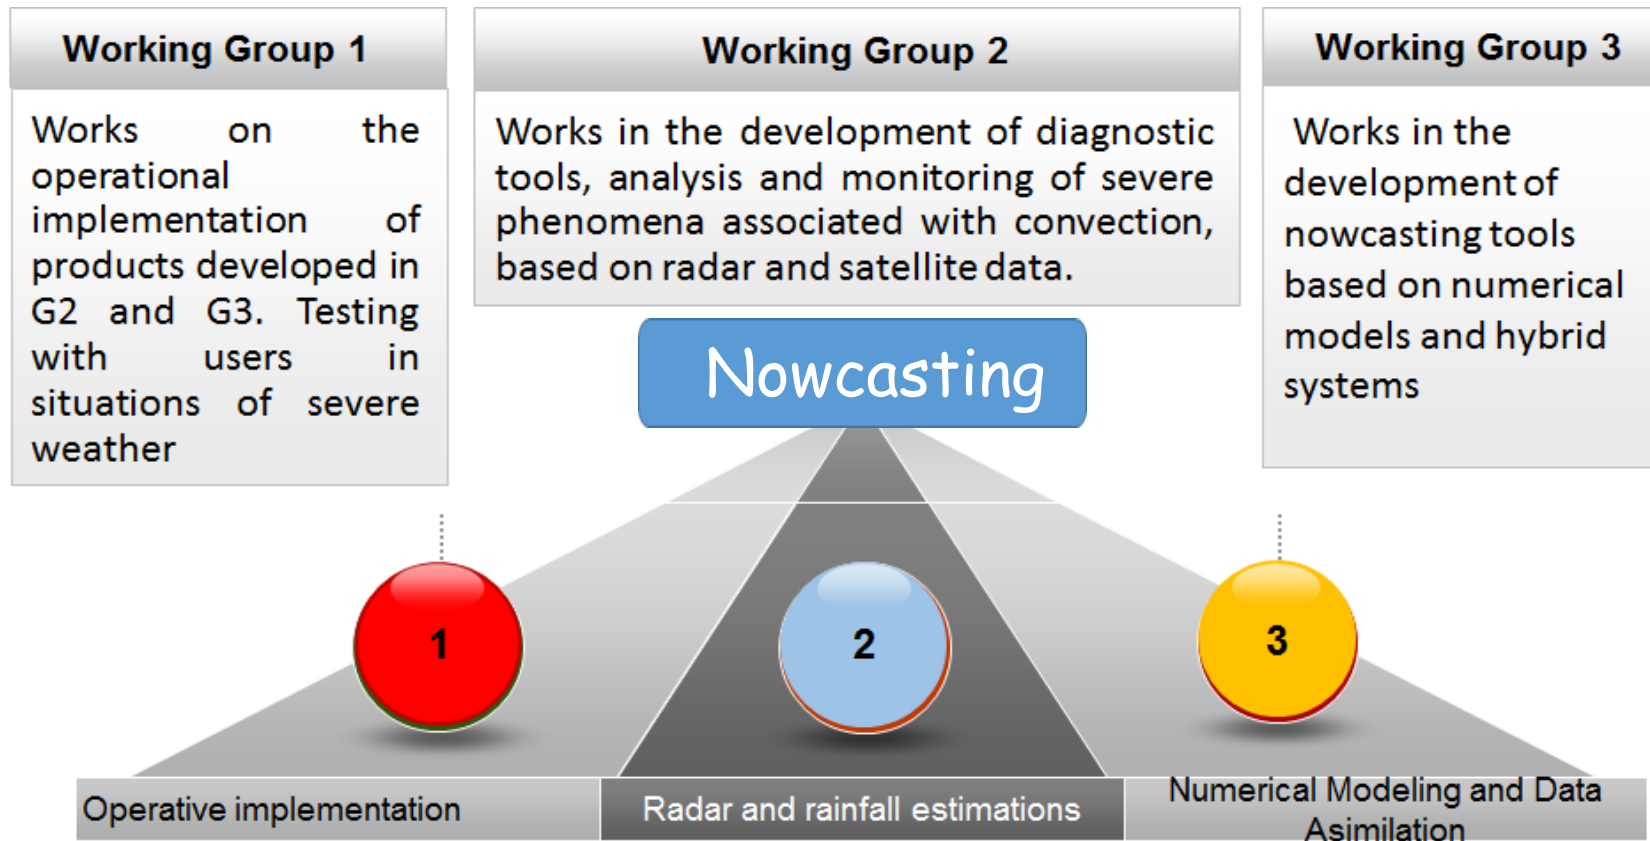 Working Group 1
Works on the
operational
implementation of
products developed in
G2 and G3. Testing
with users in
situations of severe
weather
Working Group 2
Works in the development of diagnostic
tools, analysis and monitoring of severe
phenomena associated with convection,
based on radar and satellite data.
Working Group 3
Works in the
development of
nowcasting tools
based on numerical
models and hybrid
systems
Nowcasting
1
2
3
Operative implementation
Radar and rainfall estimations
Numerical Modeling and Data
Asimilation